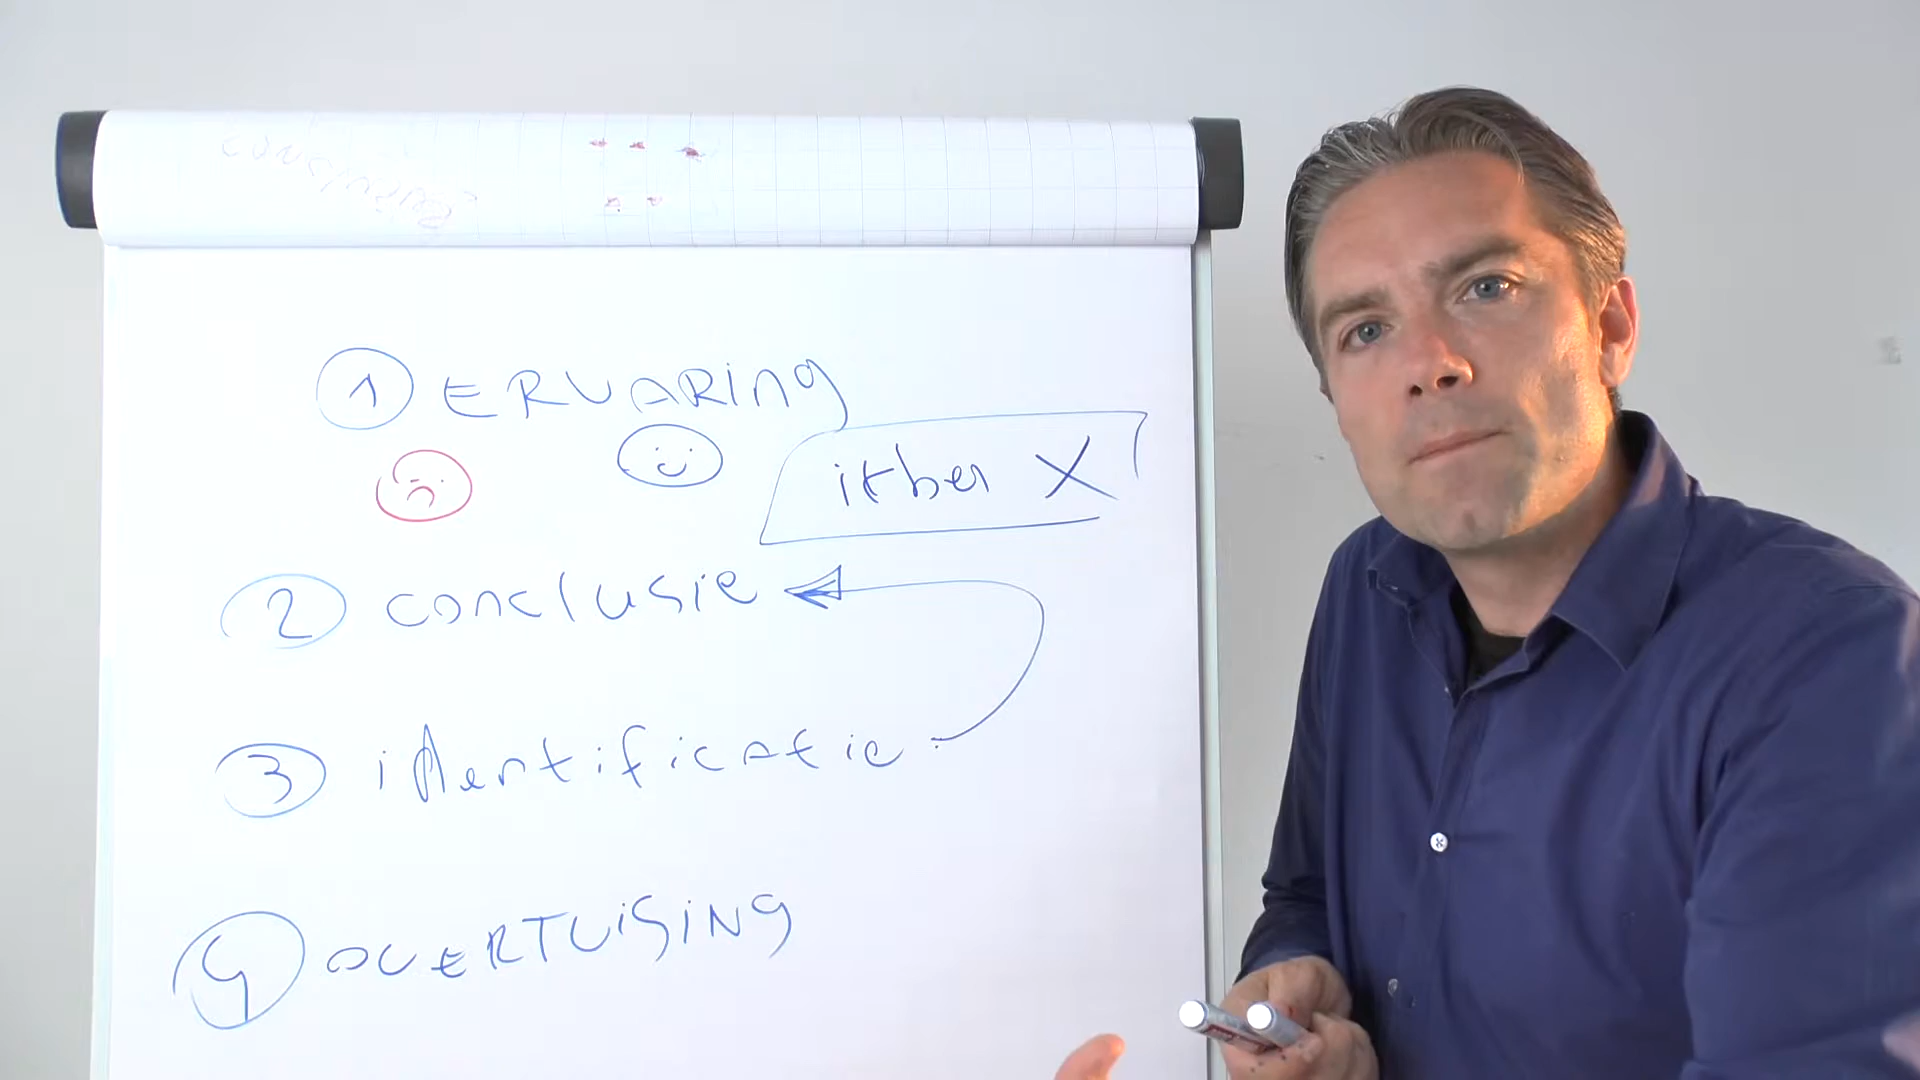 1 ERVARING
ik ben X
2 conclusie
3 identificatie
4 OVERTUIGING